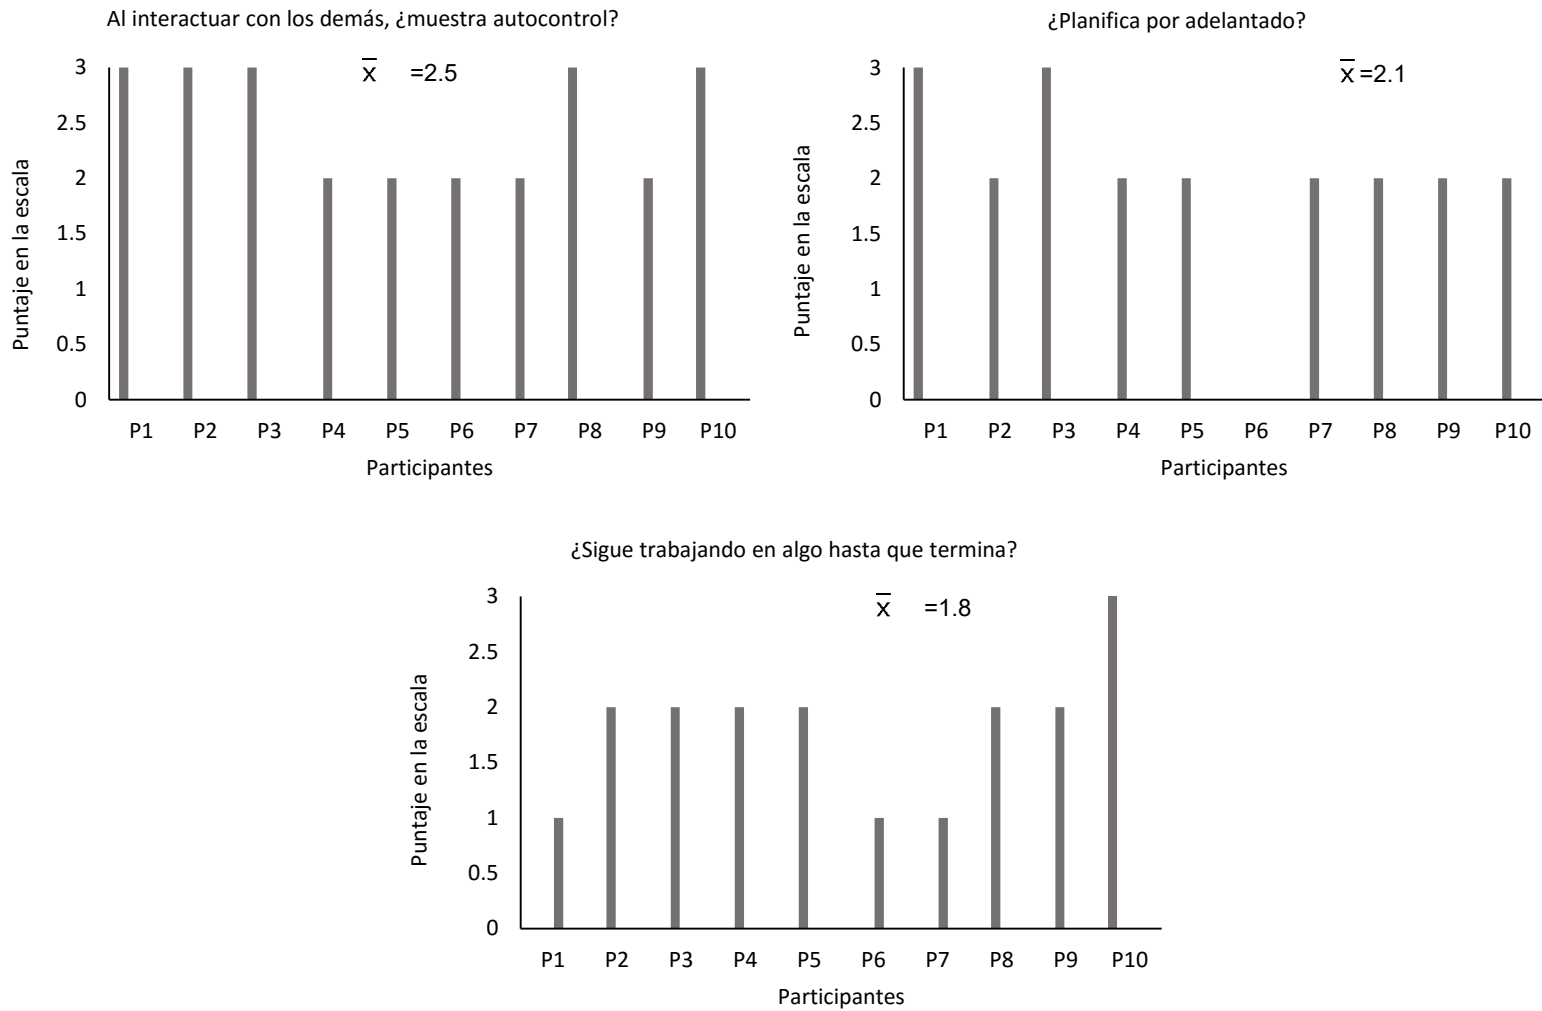 Al interactuar con los demás, ¿muestra autocontrol?
x̅ =2.5
Puntaje en la escala
3
2.5
2
1.5
1
0.5
0
P1 P2 P3 P4 P5 P6 P7 P8 P9 P10
Participantes
¿Planifica por adelantado?
x̅ =2.1
Puntaje en la escala
3
2.5
2
1.5
1
0.5
0
P1 P2 P3 P4 P5 P6 P7 P8 P9 P10
Participantes
¿Sigue trabajando en algo hasta que termina?
x̅ =1.8
Puntaje en la escala
3
2.5
2
1.5
1
0.5
0
P1 P2 P3 P4 P5 P6 P7 P8 P9 P10
Participantes